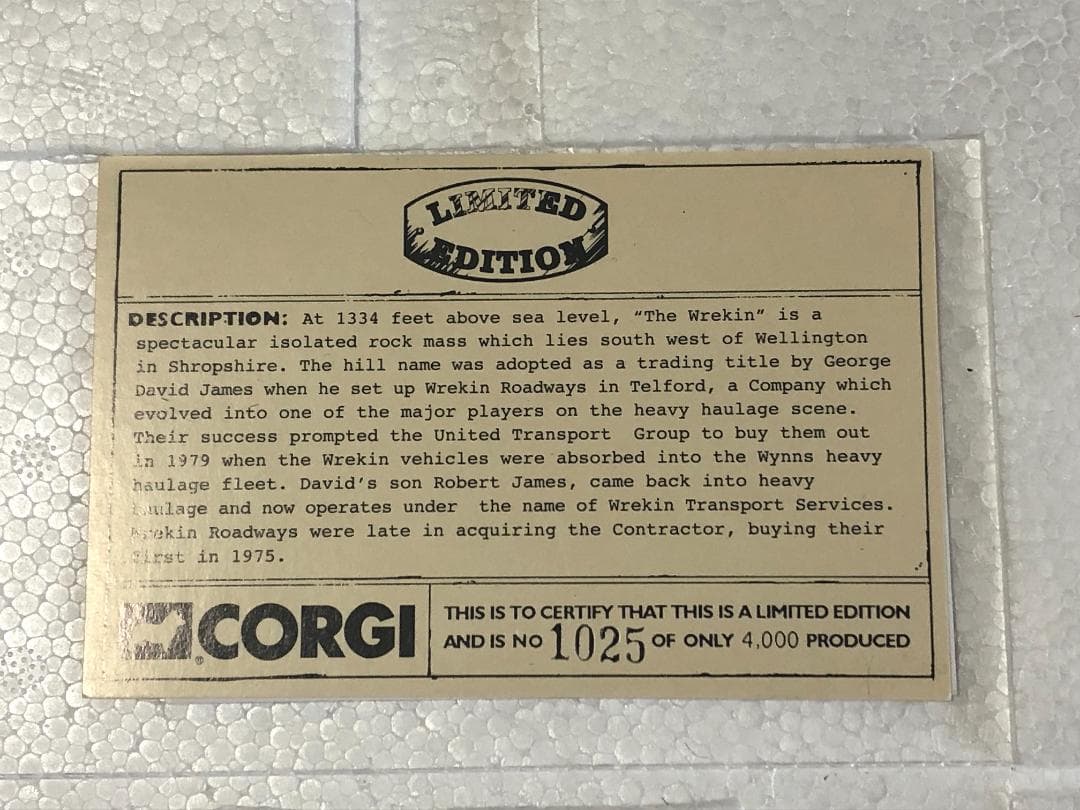 LIMITED
EDITION
DESCRIPTION: At 1334 feet above sea level, "The Wrekin" is a
spectacular isolated rock mass which lies south west of Wellington
in Shropshire. The hill name was adopted as a trading title by George
David James when he set up Wrekin Roadways in Telford, a Company which
evolved into one of the major players on the heavy haulage scene.
Their success prompted the United Transport Group to buy them out
in 1979 when the Wrekin vehicles were absorbed into the Wynns heavy
haulage fleet. David's son Robert James, came back into heavy
haulage and now operates under the name of Wrekin Transport Services.
Wrekin Roadways were late in acquiring the Contractor, buying their
first in 1975.
CORGI®
THIS IS TO CERTIFY THAT THIS IS A LIMITED EDITION
AND IS NO 1025 OF ONLY 4,000 PRODUCED